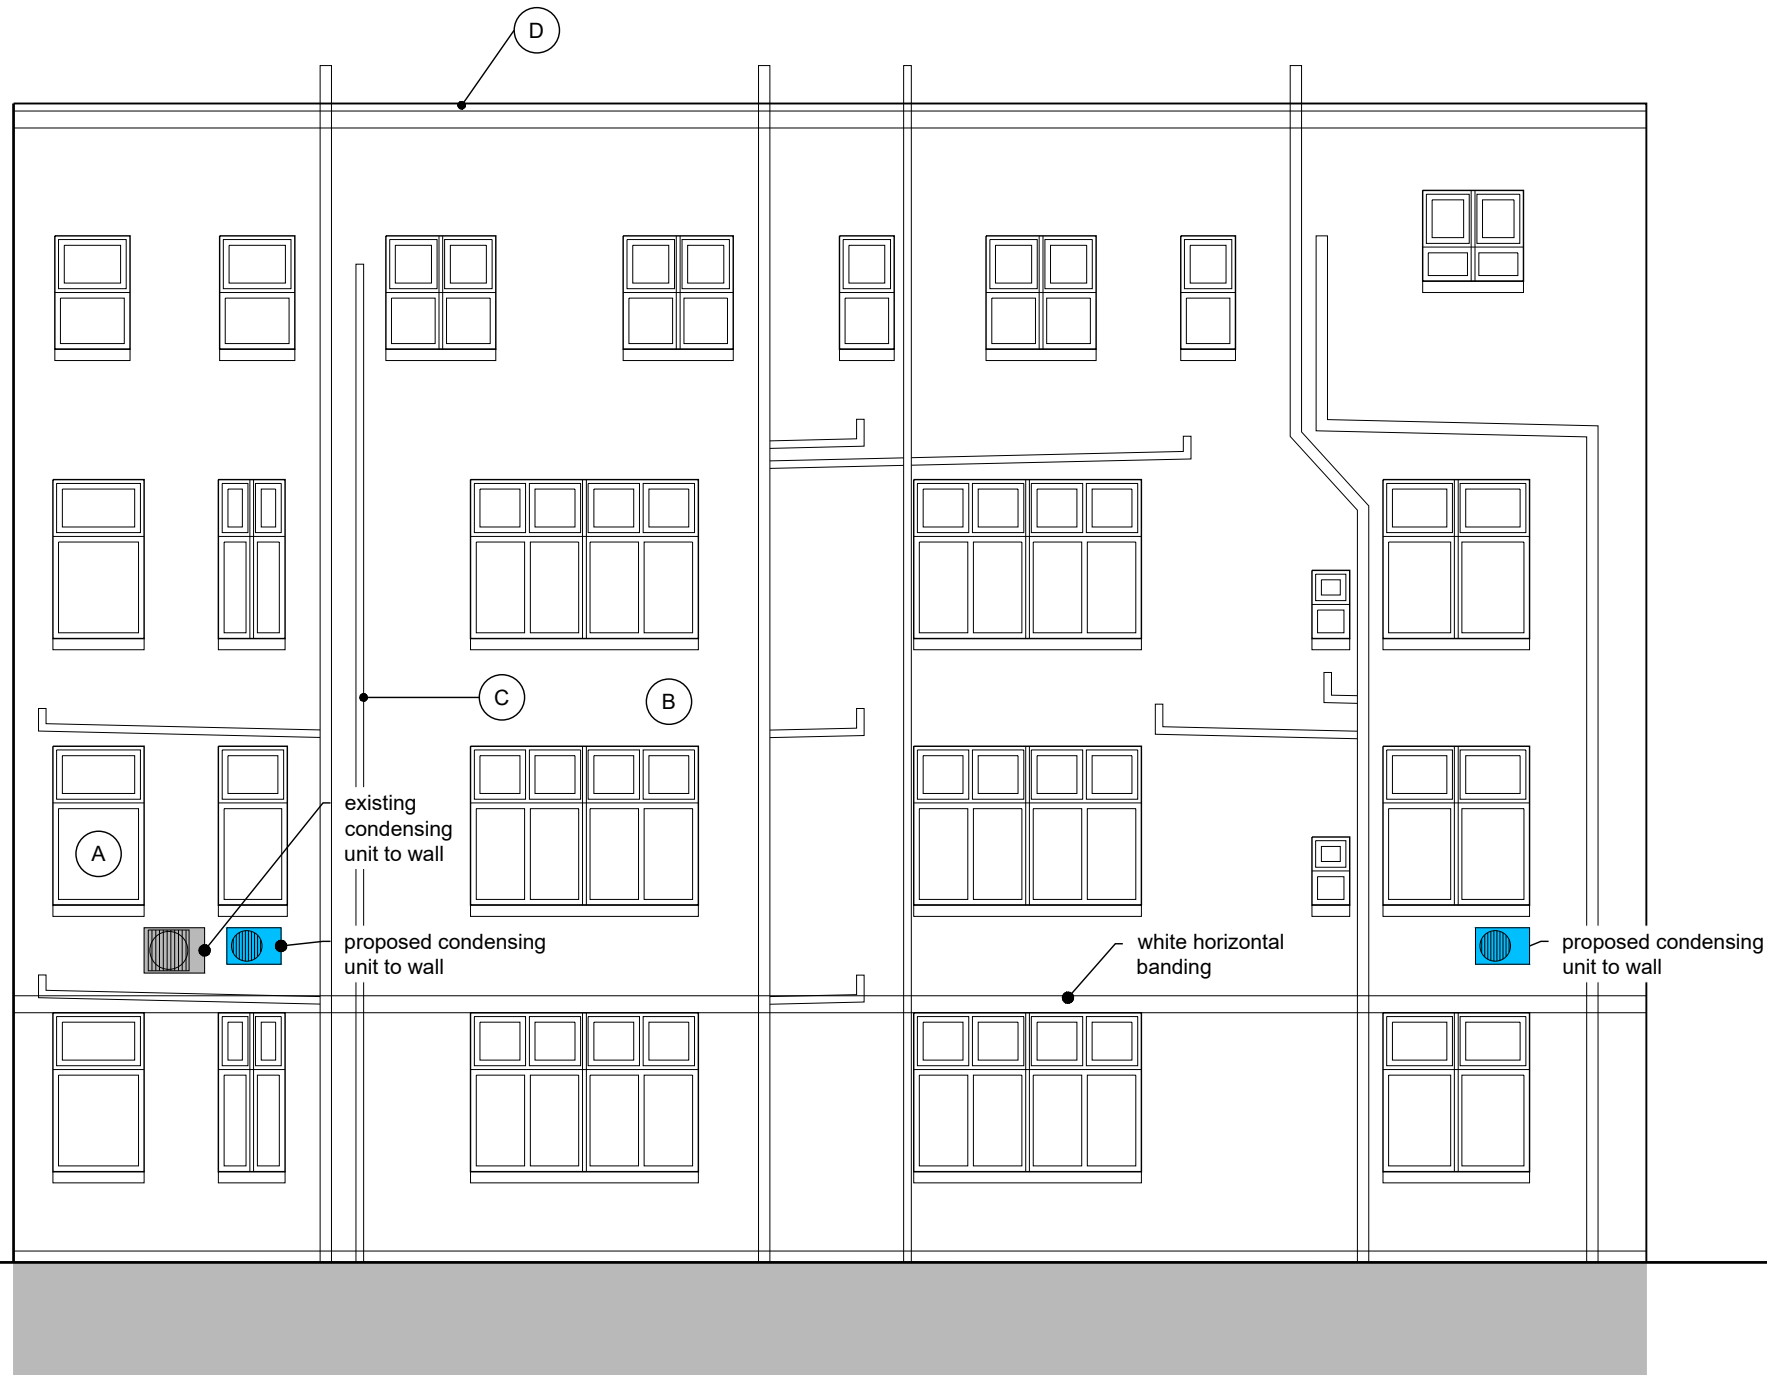 D
C
B
existing
condensing
unit to wall
A
proposed condensing
unit to wall
white horizontal
banding
proposed condensing
unit to wall